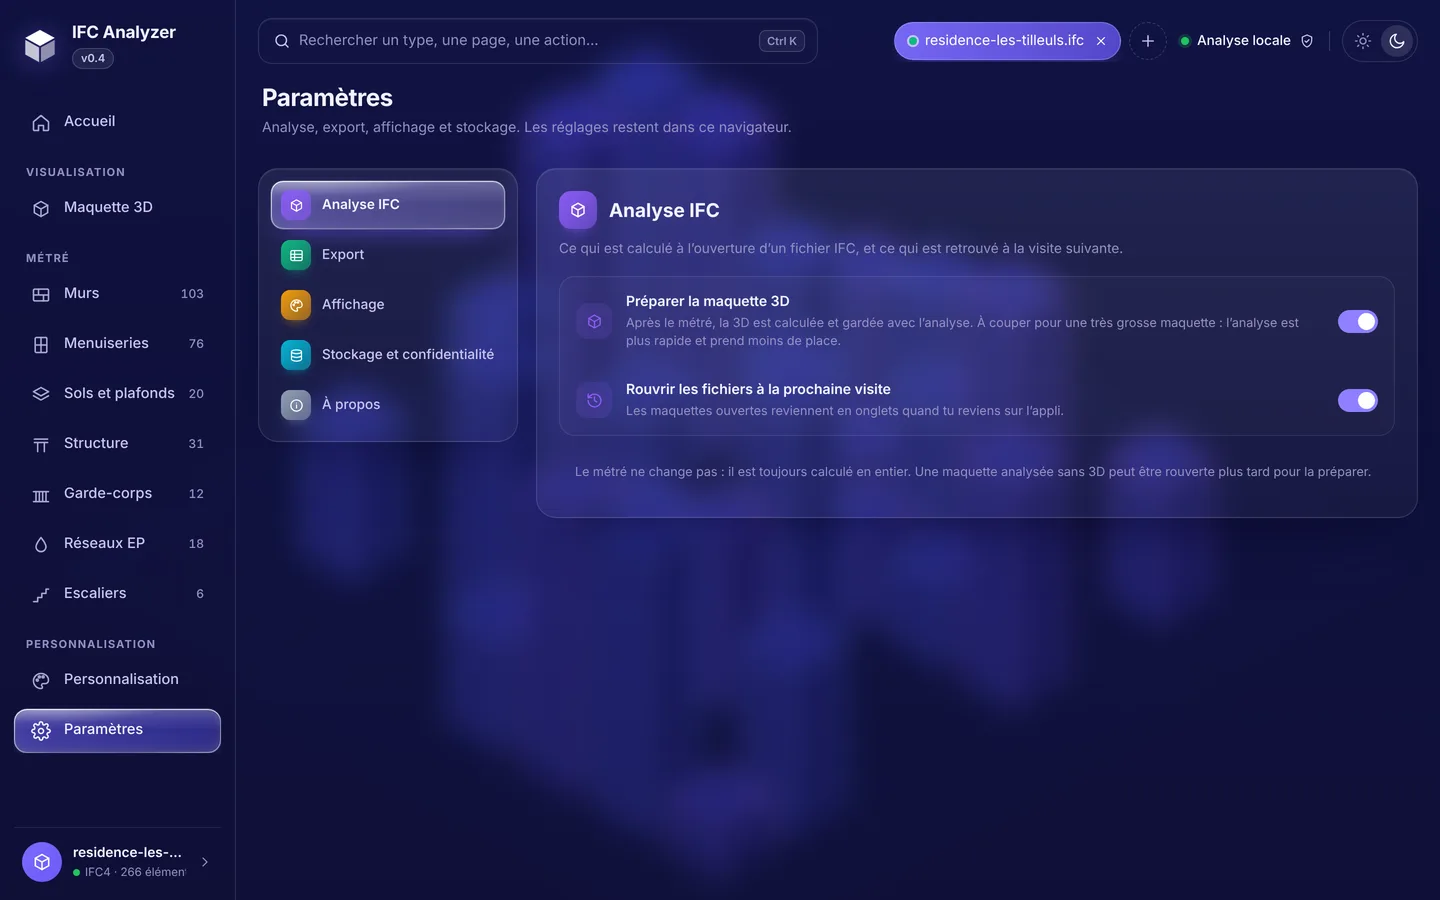 IFC Analyzer
v0.4
Accueil
VISUALISATION
Maquette 3D
MÉTRÉ
Murs 103
Menuiseries 76
Sols et plafonds 20
Structure 31
Garde-corps 12
Réseaux EP 18
Escaliers 6
PERSONNALISATION
Personnalisation
Paramètres
residence-les-...
IFC4 · 266 élémen
Rechercher un type, une page, une action... Ctrl K
residence-les-tilleuls.ifc
Analyse locale
Paramètres
Analyse, export, affichage et stockage. Les réglages restent dans ce navigateur.
Analyse IFC
Export
Affichage
Stockage et confidentialité
À propos
Analyse IFC
Ce qui est calculé à l’ouverture d’un fichier IFC, et ce qui est retrouvé à la visite suivante.
Préparer la maquette 3D
Après le métré, la 3D est calculée et gardée avec l’analyse. À couper pour une très grosse maquette : l’analyse est
plus rapide et prend moins de place.
Rouvrir les fichiers à la prochaine visite
Les maquettes ouvertes reviennent en onglets quand tu reviens sur l’appli.
Le métré ne change pas : il est toujours calculé en entier. Une maquette analysée sans 3D peut être rouverte plus tard pour la préparer.